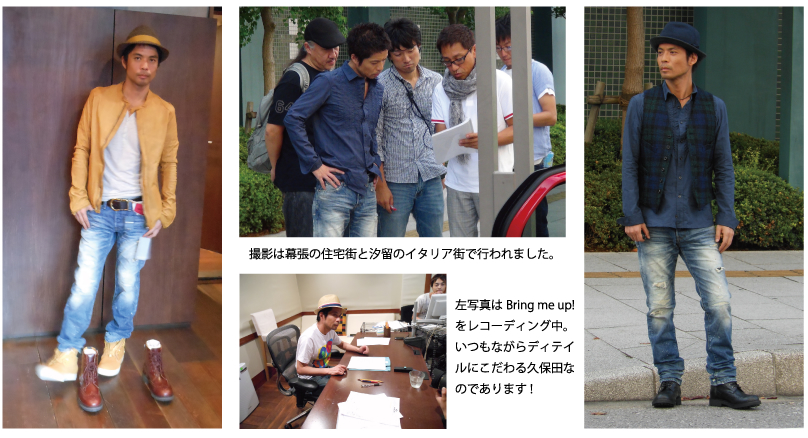 撮影は幕張の住宅街と汐留のイタリア街で行われました。
左写真は Bring me up!
をレコーディング中。
いつもながらディテイ
ルにこだわる久保田な
のであります！